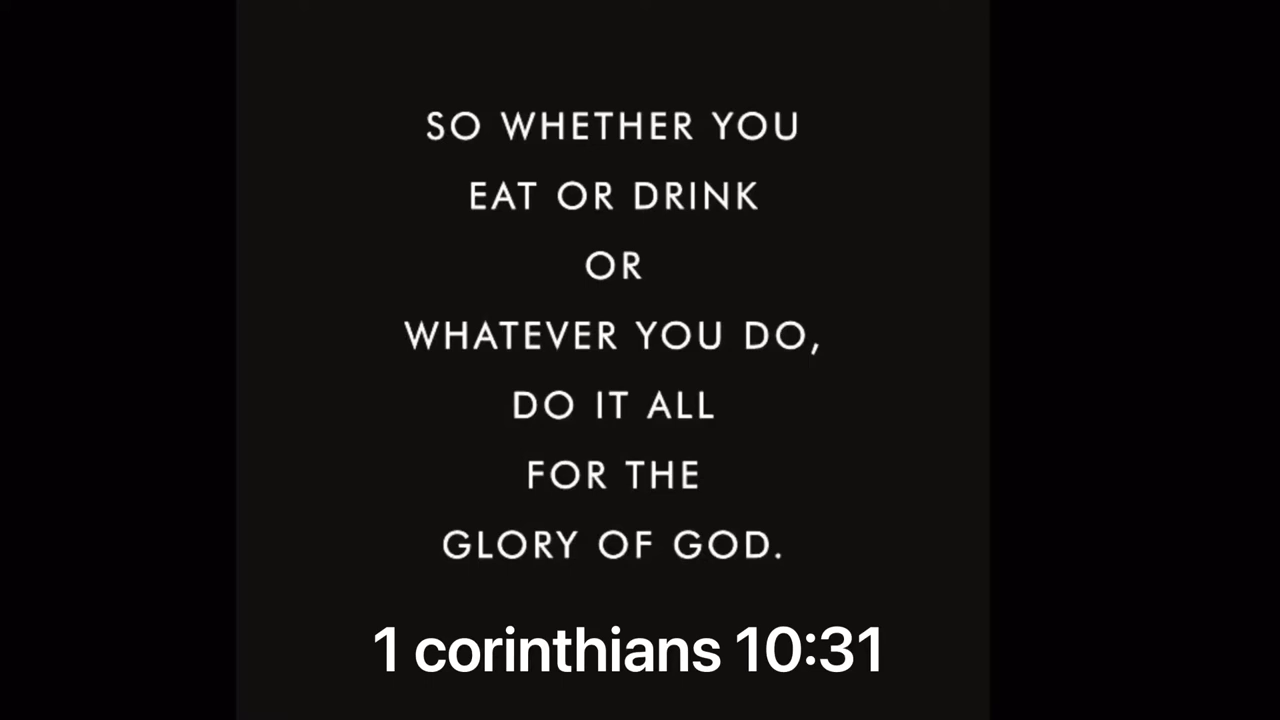 SO WHETHER YOU
EAT OR DRINK
OR
WHATEVER YOU DO,
DO IT ALL
FOR THE
GLORY OF GOD.
1 corinthians 10:31